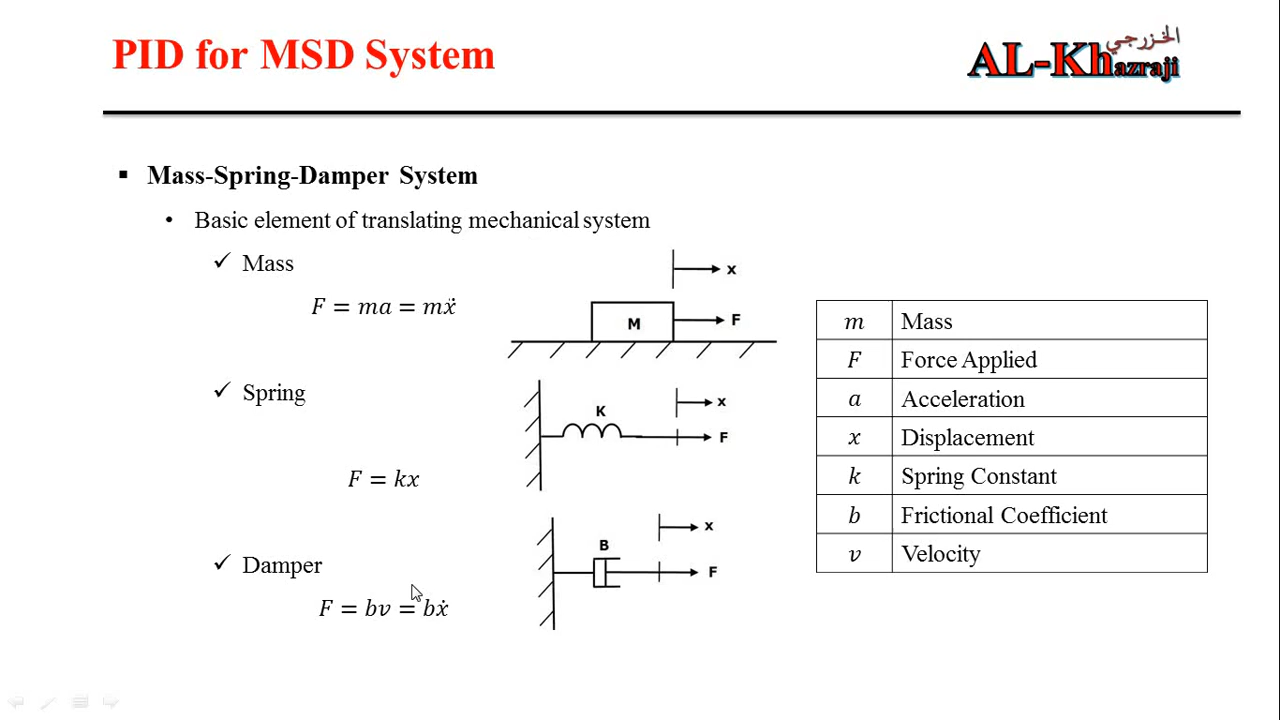 PID for MSD System
الخزرجي
AL-Khazraji
▪ Mass-Spring-Damper System
• Basic element of translating mechanical system
✓ Mass
F = ma = mẍ
x
M
F
✓ Spring
F = kx
K
x
F
✓ Damper
F = bv = bẋ
B
x
F
m Mass
F Force Applied
a Acceleration
x Displacement
k Spring Constant
b Frictional Coefficient
v Velocity